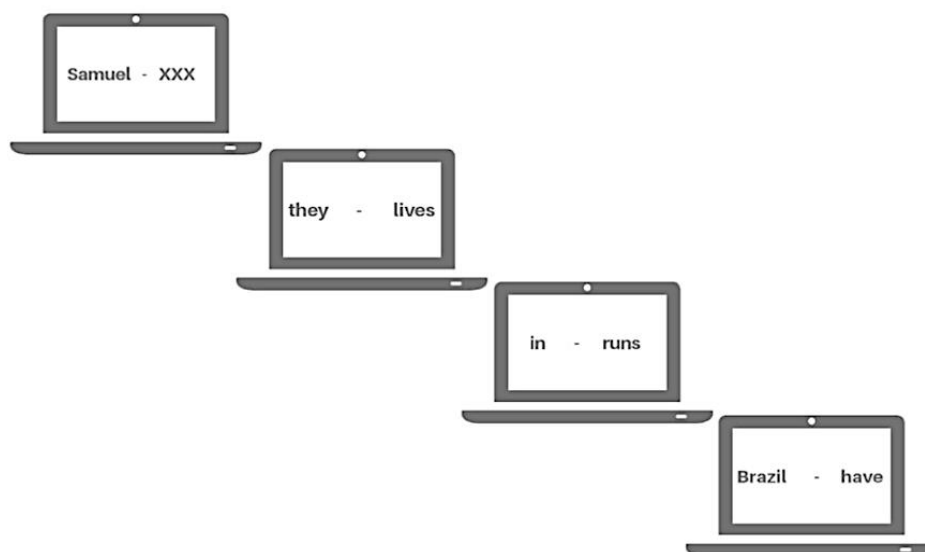 Samuel - XXX
they - lives
in - runs
Brazil - have